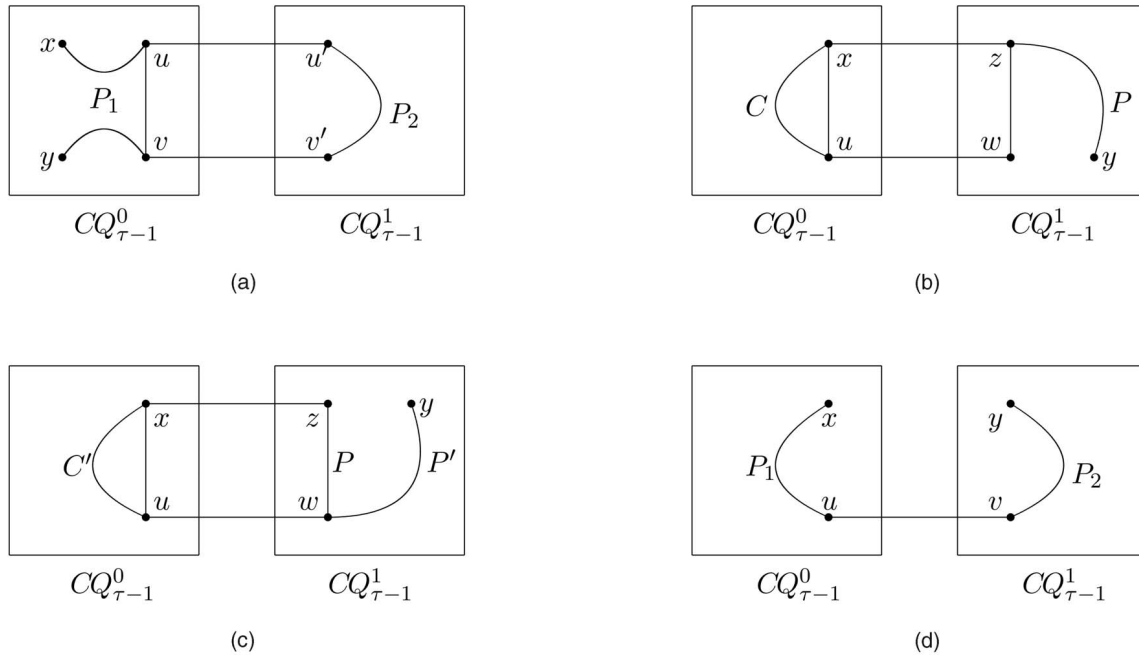 x u u'
P₁ P₂
y v v'
CQ⁰τ−1 CQ¹τ−1
(a)
x z
C P
u w y
CQ⁰τ−1 CQ¹τ−1
(b)
x z y
C′ P P′
u w
CQ⁰τ−1 CQ¹τ−1
(c)
x y
P₁ P₂
u v
CQ⁰τ−1 CQ¹τ−1
(d)